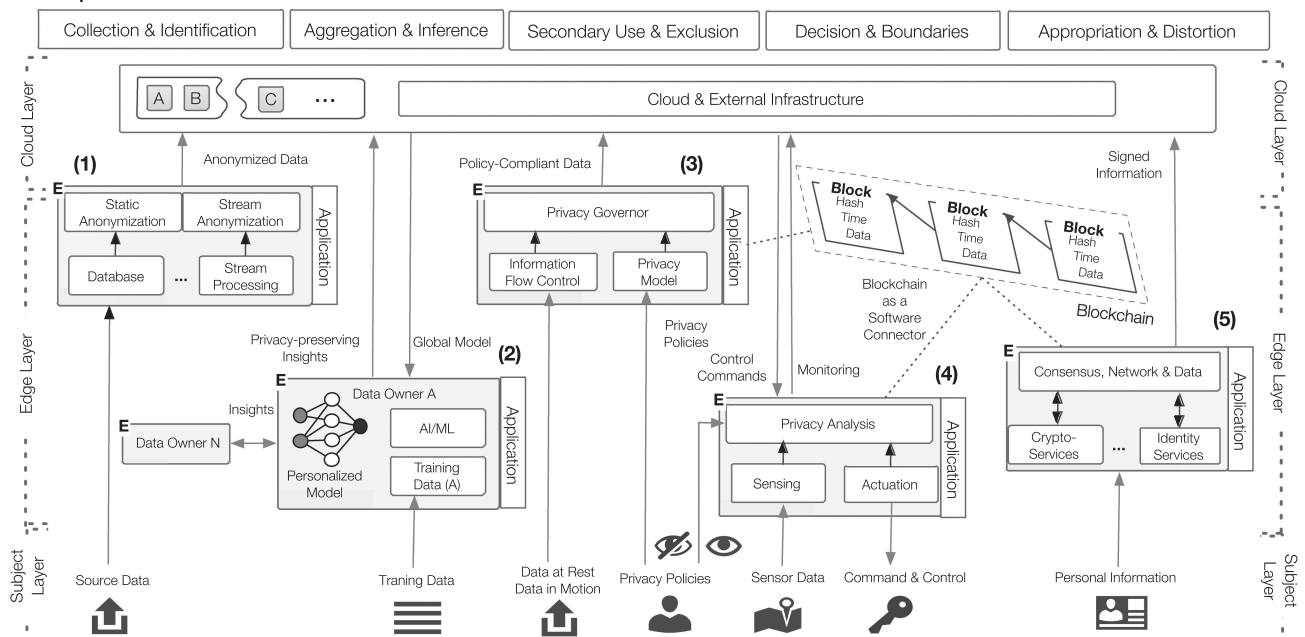 Collection & Identification
Aggregation & Inference
Secondary Use & Exclusion
Decision & Boundaries
Appropriation & Distortion
Cloud Layer
A
B
C
...
Cloud & External Infrastructure
Cloud Layer
(1)
Anonymized Data
Policy-Compliant Data
(3)
Signed
Information
E
Static
Anonymization
Stream
Anonymization
Database
...
Stream
Processing
Application
E
Privacy Governor
Information
Flow Control
Privacy
Model
Application
Block
Hash
Time
Data
Block
Hash
Time
Data
Block
Hash
Time
Data
Blockchain
Blockchain
as a
Software
Connector
Edge Layer
Edge Layer
Privacy-preserving
Insights
Global Model
(2)
Privacy
Policies
Control
Commands
Monitoring
(4)
(5)
E
Data Owner N
Insights
E
Data Owner A
Personalized
Model
AI/ML
Training
Data (A)
Application
E
Privacy Analysis
Sensing
Actuation
Application
E
Consensus, Network & Data
Crypto-
Services
...
Identity
Services
Application
Subject
Layer
Source Data
Traning Data
Data at Rest
Data in Motion
Privacy Policies
Sensor Data
Command & Control
Personal Information
Subject
Layer